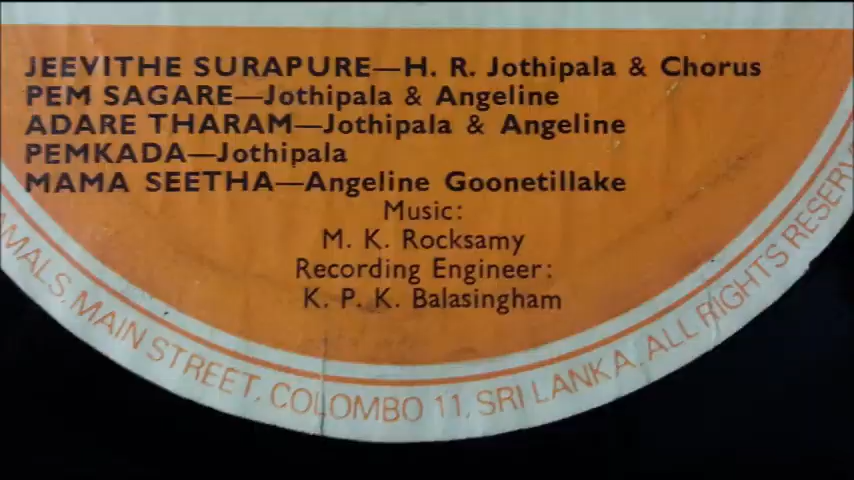 JEEVITHE SURAPURE—H. R. Jothipala & Chorus
PEM SAGARE—Jothipala & Angeline
ADARE THARAM—Jothipala & Angeline
PEMKADA—Jothipala
MAMA SEETHA—Angeline Goonetillake
Music:
M. K. Rocksamy
Recording Engineer:
K. P. K. Balasingham
MAIN STREET, COLOMBO 11, SRI LANKA. ALL RIGHTS